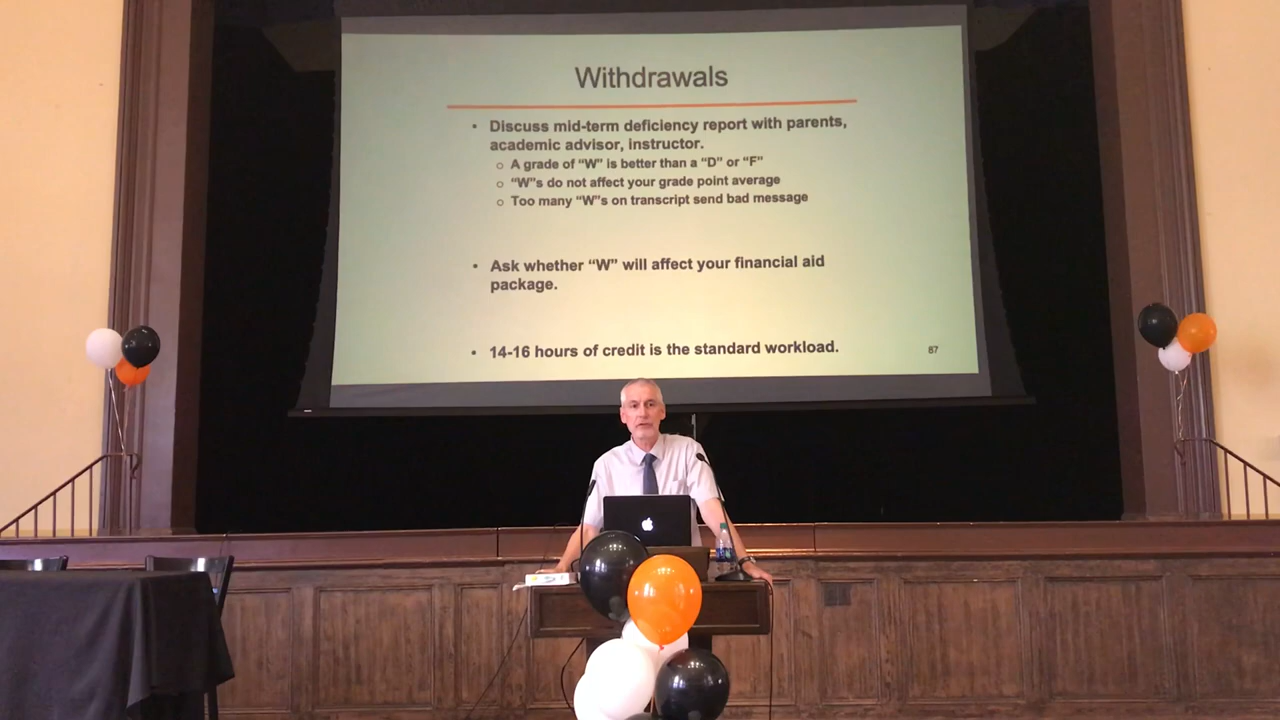 Withdrawals
• Discuss mid-term deficiency report with parents,
academic advisor, instructor.
o A grade of “W” is better than a “D” or “F”
o “W”s do not affect your grade point average
o Too many “W”s on transcript send bad message
• Ask whether “W” will affect your financial aid
package.
• 14-16 hours of credit is the standard workload.
67